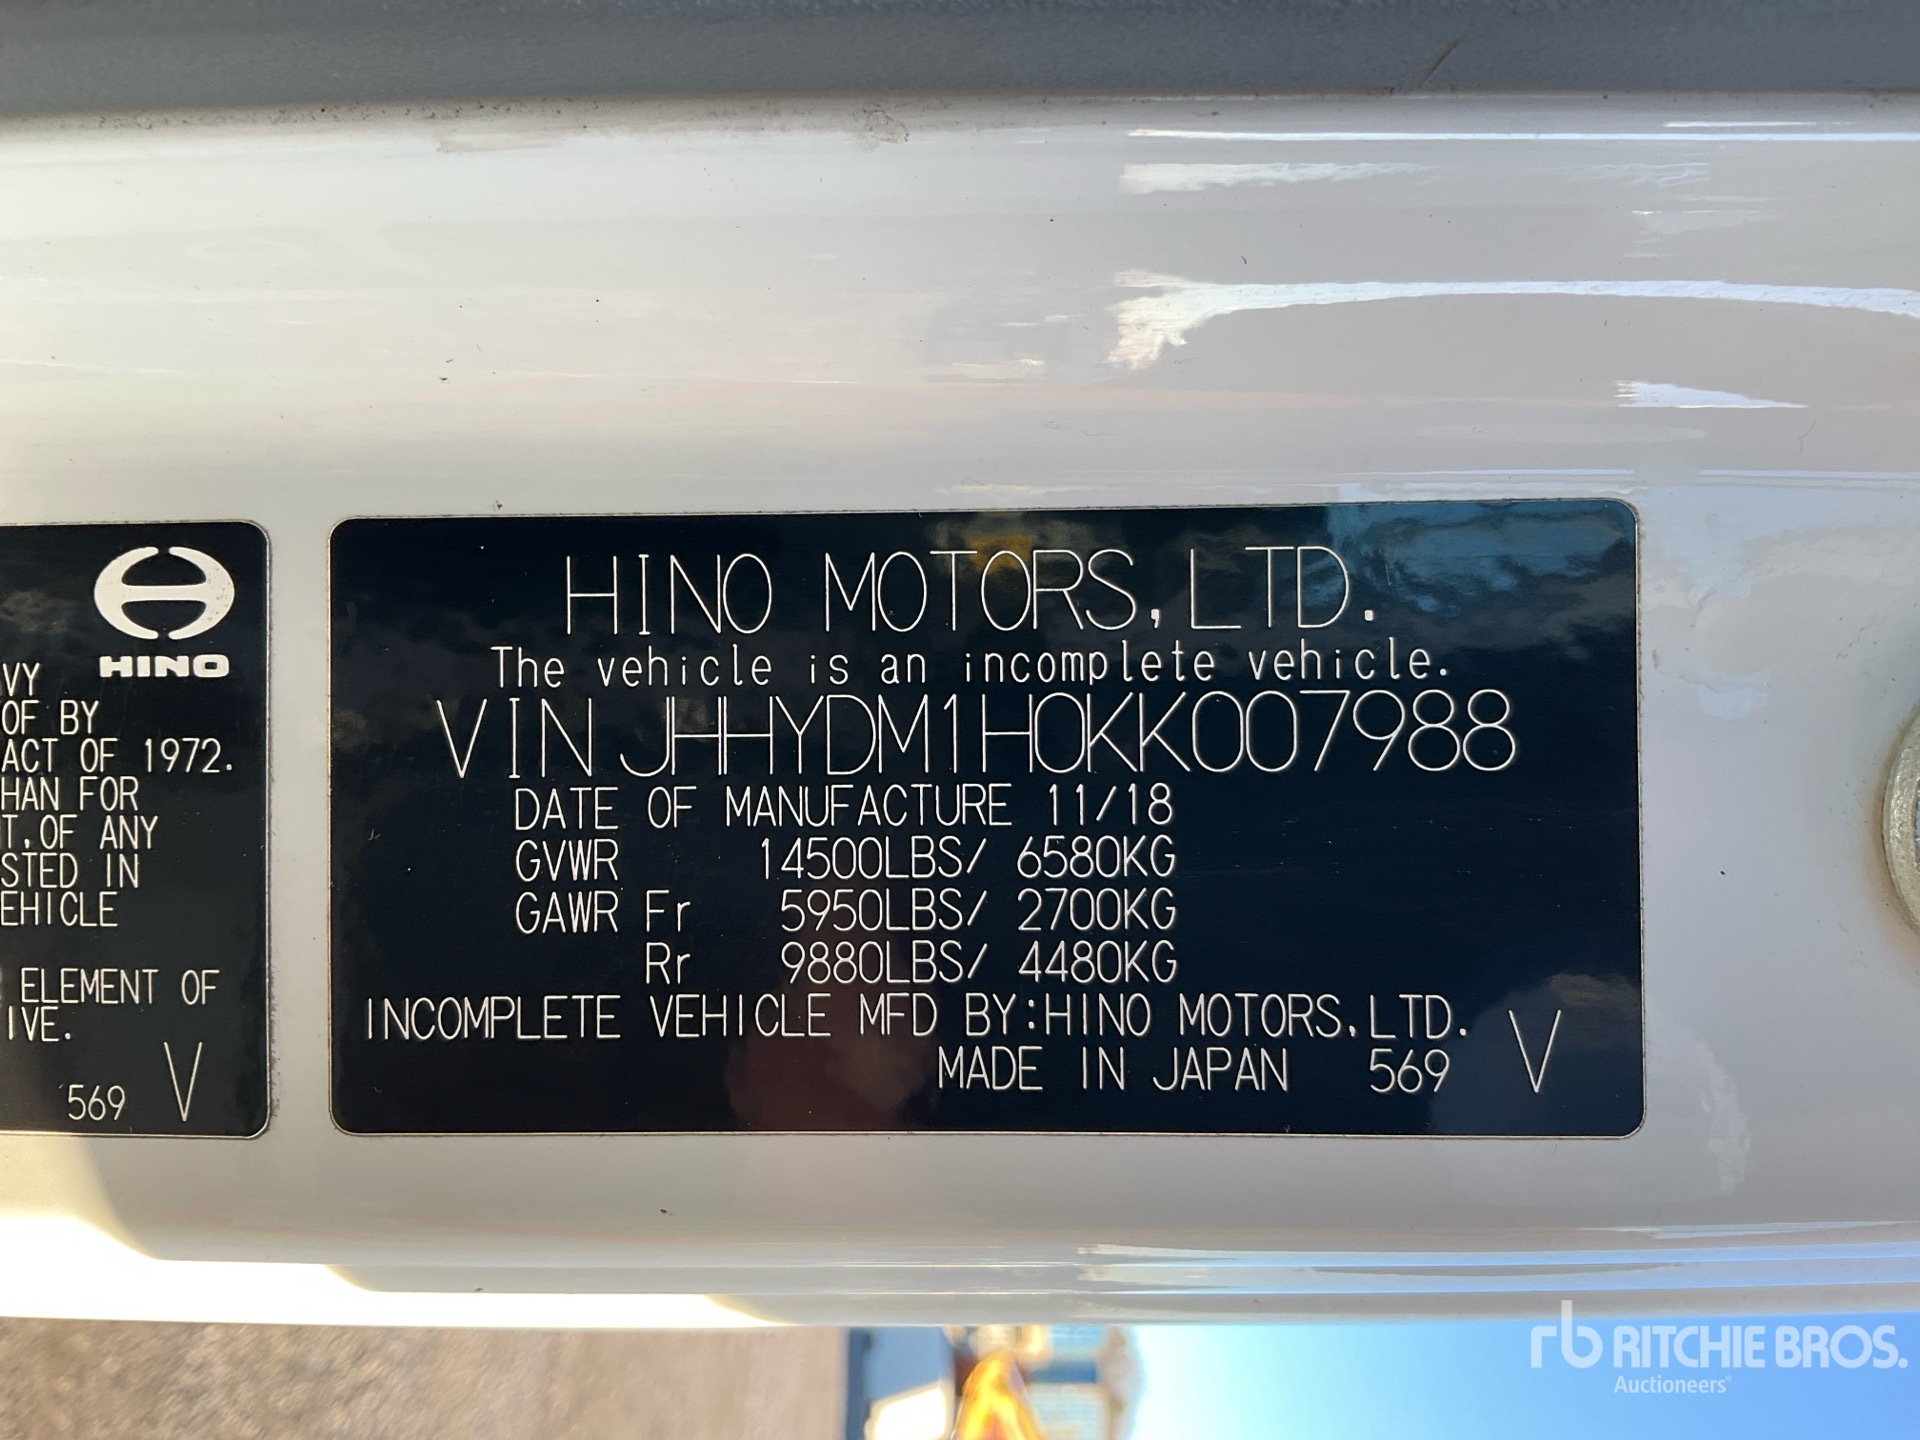 HINO
VY
OF BY
ACT OF 1972.
HAN FOR
T.OF ANY
STED IN
EHICLE
ELEMENT OF
IVE.
569 V
HINO MOTORS,LTD.
The vehicle is an incomplete vehicle.
VIN JHHYDM1H0KK007988
DATE OF MANUFACTURE 11/18
GVWR 14500LBS/ 6580KG
GAWR Fr 5950LBS/ 2700KG
Rr 9880LBS/ 4480KG
INCOMPLETE VEHICLE MFD BY:HINO MOTORS,LTD.
MADE IN JAPAN 569 V
rb RITCHIE BROS.
Auctioneers